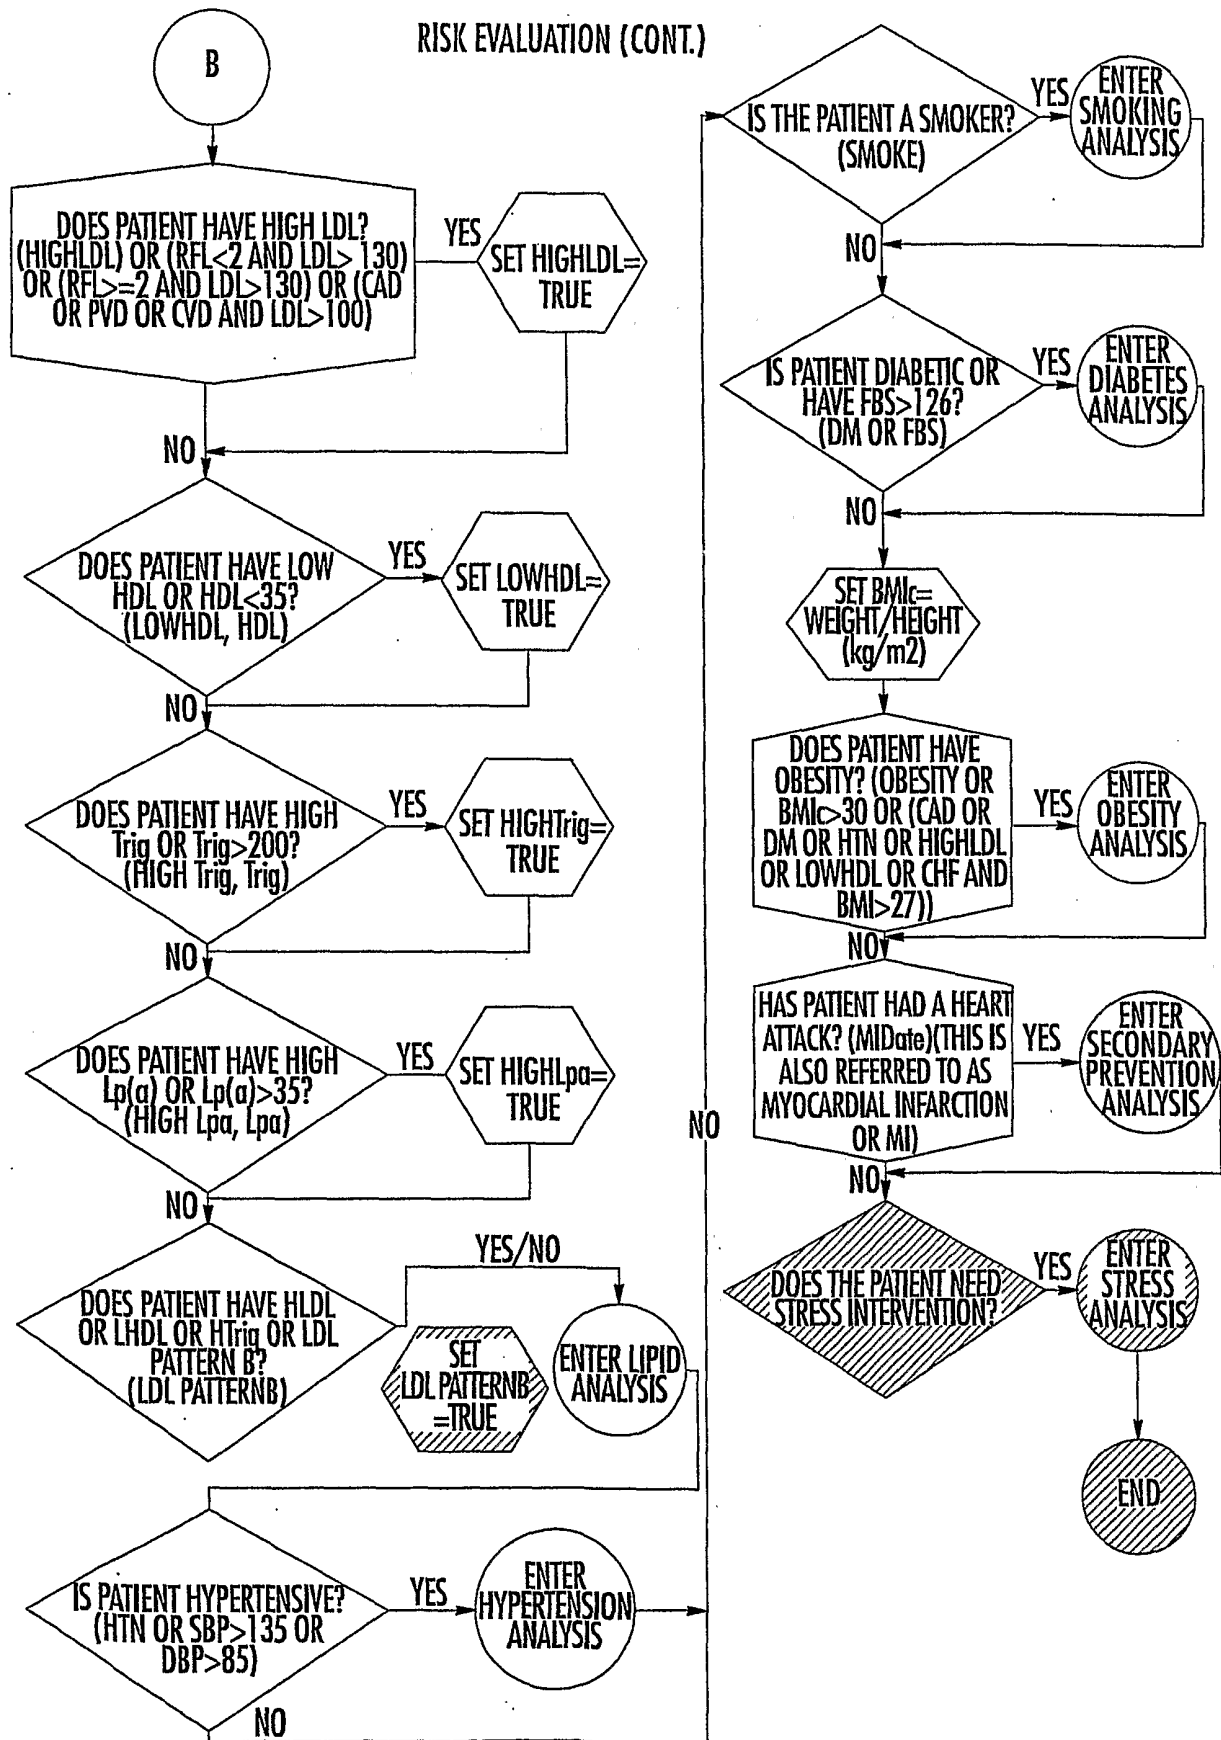 RISK EVALUATION (CONT.)
B
DOES PATIENT HAVE HIGH LDL?
(HIGHLDL) OR (RFL<2 AND LDL> 130)
OR (RFL>=2 AND LDL>130) OR (CAD
OR PVD OR CVD AND LDL>100)
YES
SET HIGHLDL=
TRUE
NO
DOES PATIENT HAVE LOW
HDL OR HDL<35?
(LOWHDL, HDL)
YES
SET LOWHDL=
TRUE
NO
DOES PATIENT HAVE HIGH
Trig OR Trig>200?
(HIGH Trig, Trig)
YES
SET HIGHTrig=
TRUE
NO
DOES PATIENT HAVE HIGH
Lp(a) OR Lp(a)>35?
(HIGH Lpa, Lpa)
YES
SET HIGHLpa=
TRUE
NO
DOES PATIENT HAVE HLDL
OR LHDL OR HTrig OR LDL
PATTERN B?
(LDL PATTERNB)
YES/NO
SET
LDL PATTERNB
=TRUE
ENTER LIPID
ANALYSIS
IS PATIENT HYPERTENSIVE?
(HTN OR SBP>135 OR
DBP>85)
YES
ENTER
HYPERTENSION
ANALYSIS
NO
NO
IS THE PATIENT A SMOKER?
(SMOKE)
YES
ENTER
SMOKING
ANALYSIS
NO
IS PATIENT DIABETIC OR
HAVE FBS>126?
(DM OR FBS)
YES
ENTER
DIABETES
ANALYSIS
NO
SET BMIc=
WEIGHT/HEIGHT
(kg/m2)
DOES PATIENT HAVE
OBESITY? (OBESITY OR
BMIc>30 OR (CAD OR
DM OR HTN OR HIGHLDL
OR LOWHDL OR CHF AND
BMI>27))
YES
ENTER
OBESITY
ANALYSIS
NO
HAS PATIENT HAD A HEART
ATTACK? (MIDate)(THIS IS
ALSO REFERRED TO AS
MYOCARDIAL INFARCTION
OR MI)
YES
ENTER
SECONDARY
PREVENTION
ANALYSIS
NO
DOES THE PATIENT NEED
STRESS INTERVENTION?
YES
ENTER
STRESS
ANALYSIS
END